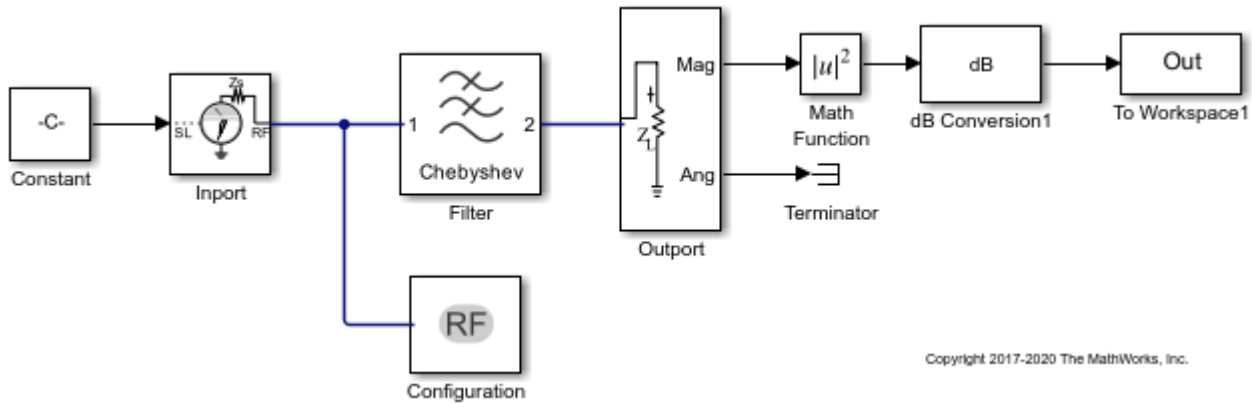 -C-
Constant
Zs
SL
RF
Inport
1
2
Chebyshev
Filter
RF
Configuration
Mag
Z
L
Ang
Outport
|u|²
Math
Function
Terminator
dB
dB Conversion1
Out
To Workspace1
Copyright 2017-2020 The MathWorks, Inc.